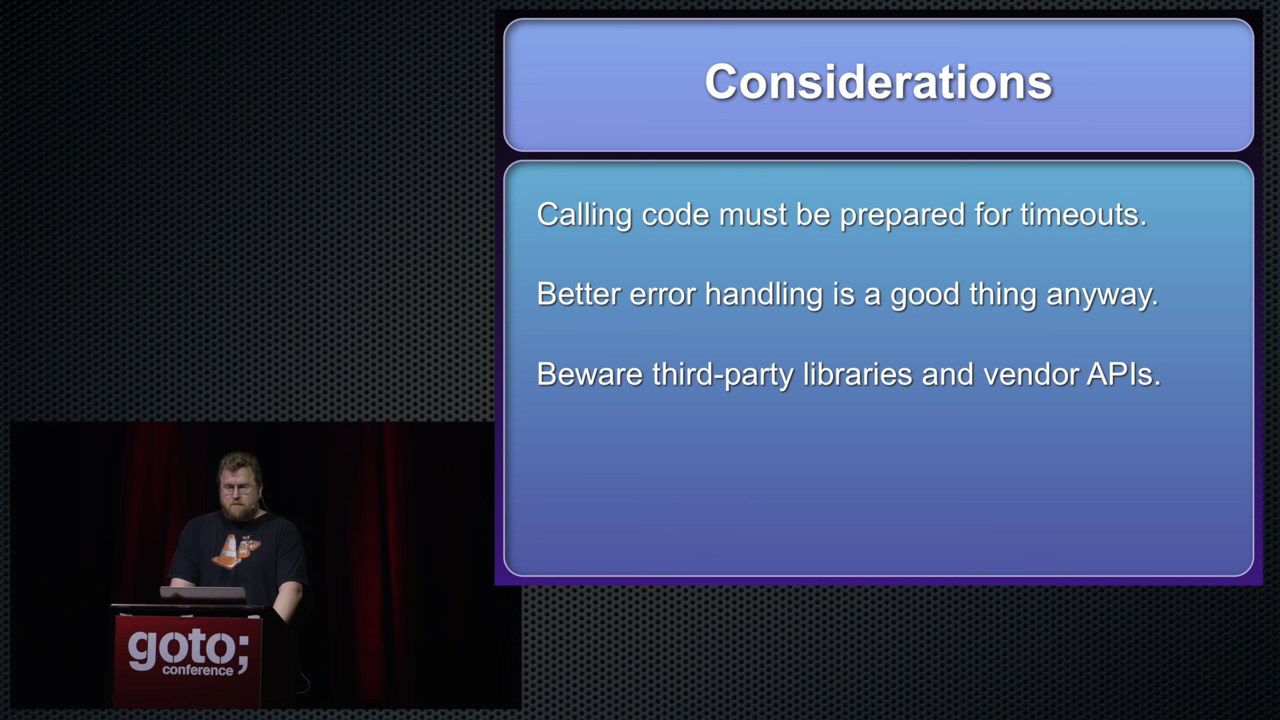 Considerations
Calling code must be prepared for timeouts.
Better error handling is a good thing anyway.
Beware third-party libraries and vendor APIs.
goto;
conference